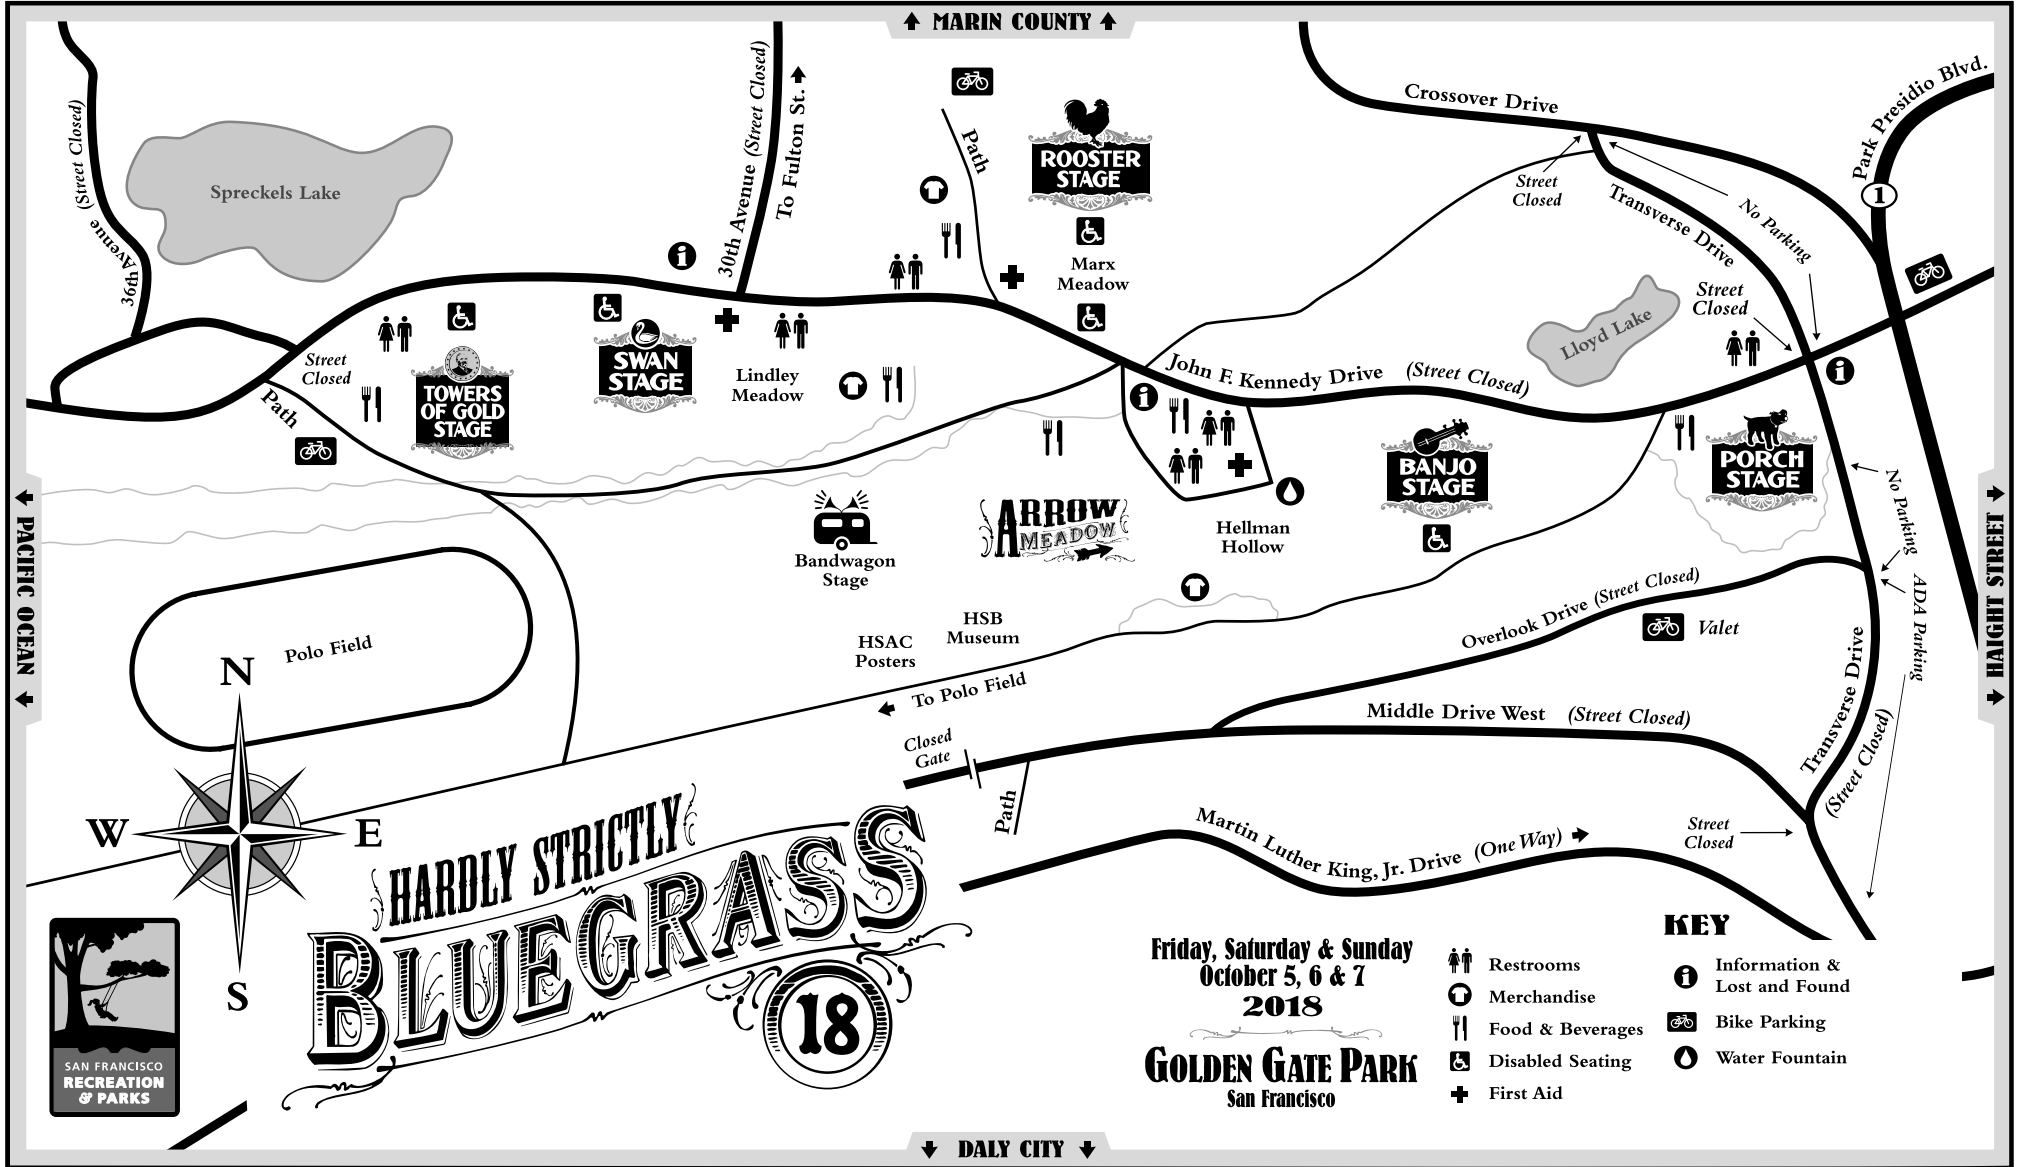 MARIN COUNTY
Crossover Drive
Park Presidio Blvd.
1
36th Avenue (Street Closed)
Spreckels Lake
30th Avenue (Street Closed)
To Fulton St.
Path
ROOSTER
STAGE
Marx
Meadow
Street
Closed
No Parking
Transverse Drive
Street
Closed
Lloyd Lake
Street
Closed
Path
TOWERS
OF GOLD
STAGE
SWAN
STAGE
Lindley
Meadow
John F. Kennedy Drive (Street Closed)
BANJO
STAGE
PORCH
STAGE
No Parking
PACIFIC OCEAN
HAIGHT STREET
Bandwagon
Stage
ARROW
MEADOW
Hellman
Hollow
Overlook Drive (Street Closed)
Valet
ADA Parking
Polo Field
HSB
Museum
HSAC
Posters
To Polo Field
Closed
Gate
Middle Drive West (Street Closed)
Transverse Drive
(Street Closed)
Path
Martin Luther King, Jr. Drive (One Way)
Street
Closed
N
W
E
S
HARDLY STRICTLY
BLUEGRASS
18
SAN FRANCISCO
RECREATION
& PARKS
Friday, Saturday & Sunday
October 5, 6 & 7
2018
GOLDEN GATE PARK
San Francisco
KEY
Restrooms
Merchandise
Food & Beverages
Disabled Seating
First Aid
Information &
Lost and Found
Bike Parking
Water Fountain
DALY CITY